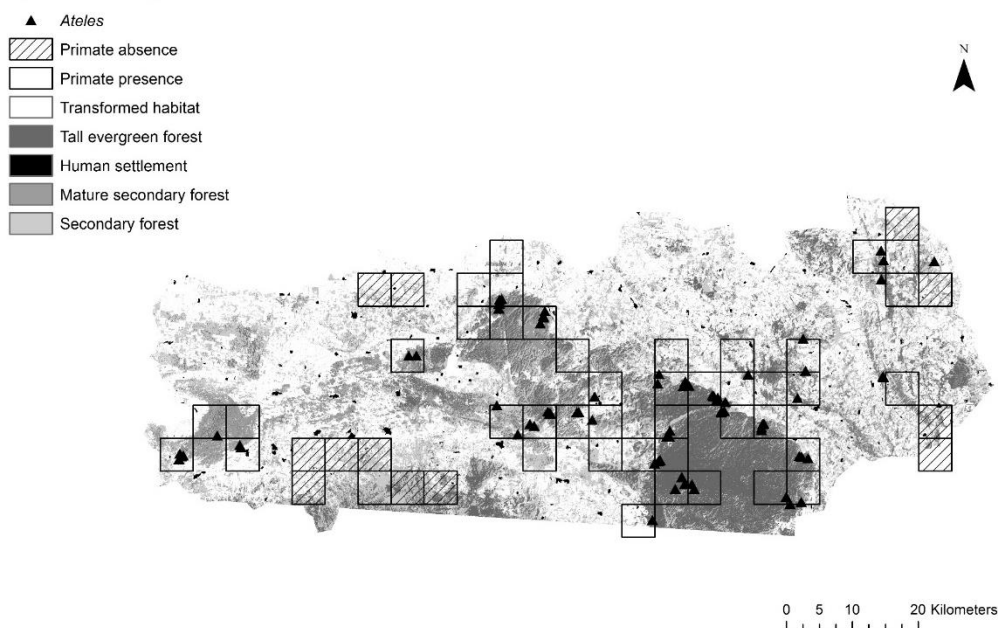 Ateles
Primate absence
Primate presence
Transformed habitat
Tall evergreen forest
Human settlement
Mature secondary forest
Secondary forest
N
0 5 10 20 Kilometers